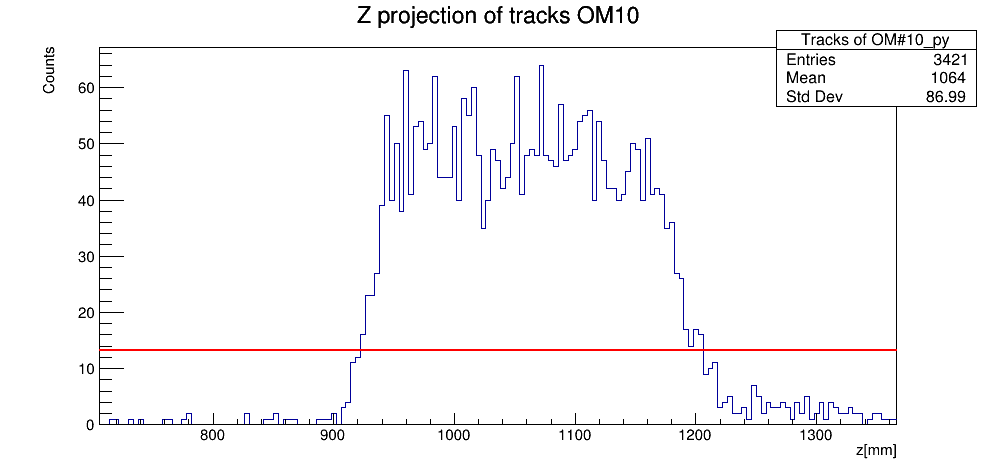 Z projection of tracks OM10
Tracks of OM#10_py
Entries 3421
Mean 1064
Std Dev 86.99
Counts
60
50
40
30
20
10
0
800 900 1000 1100 1200 1300
z[mm]